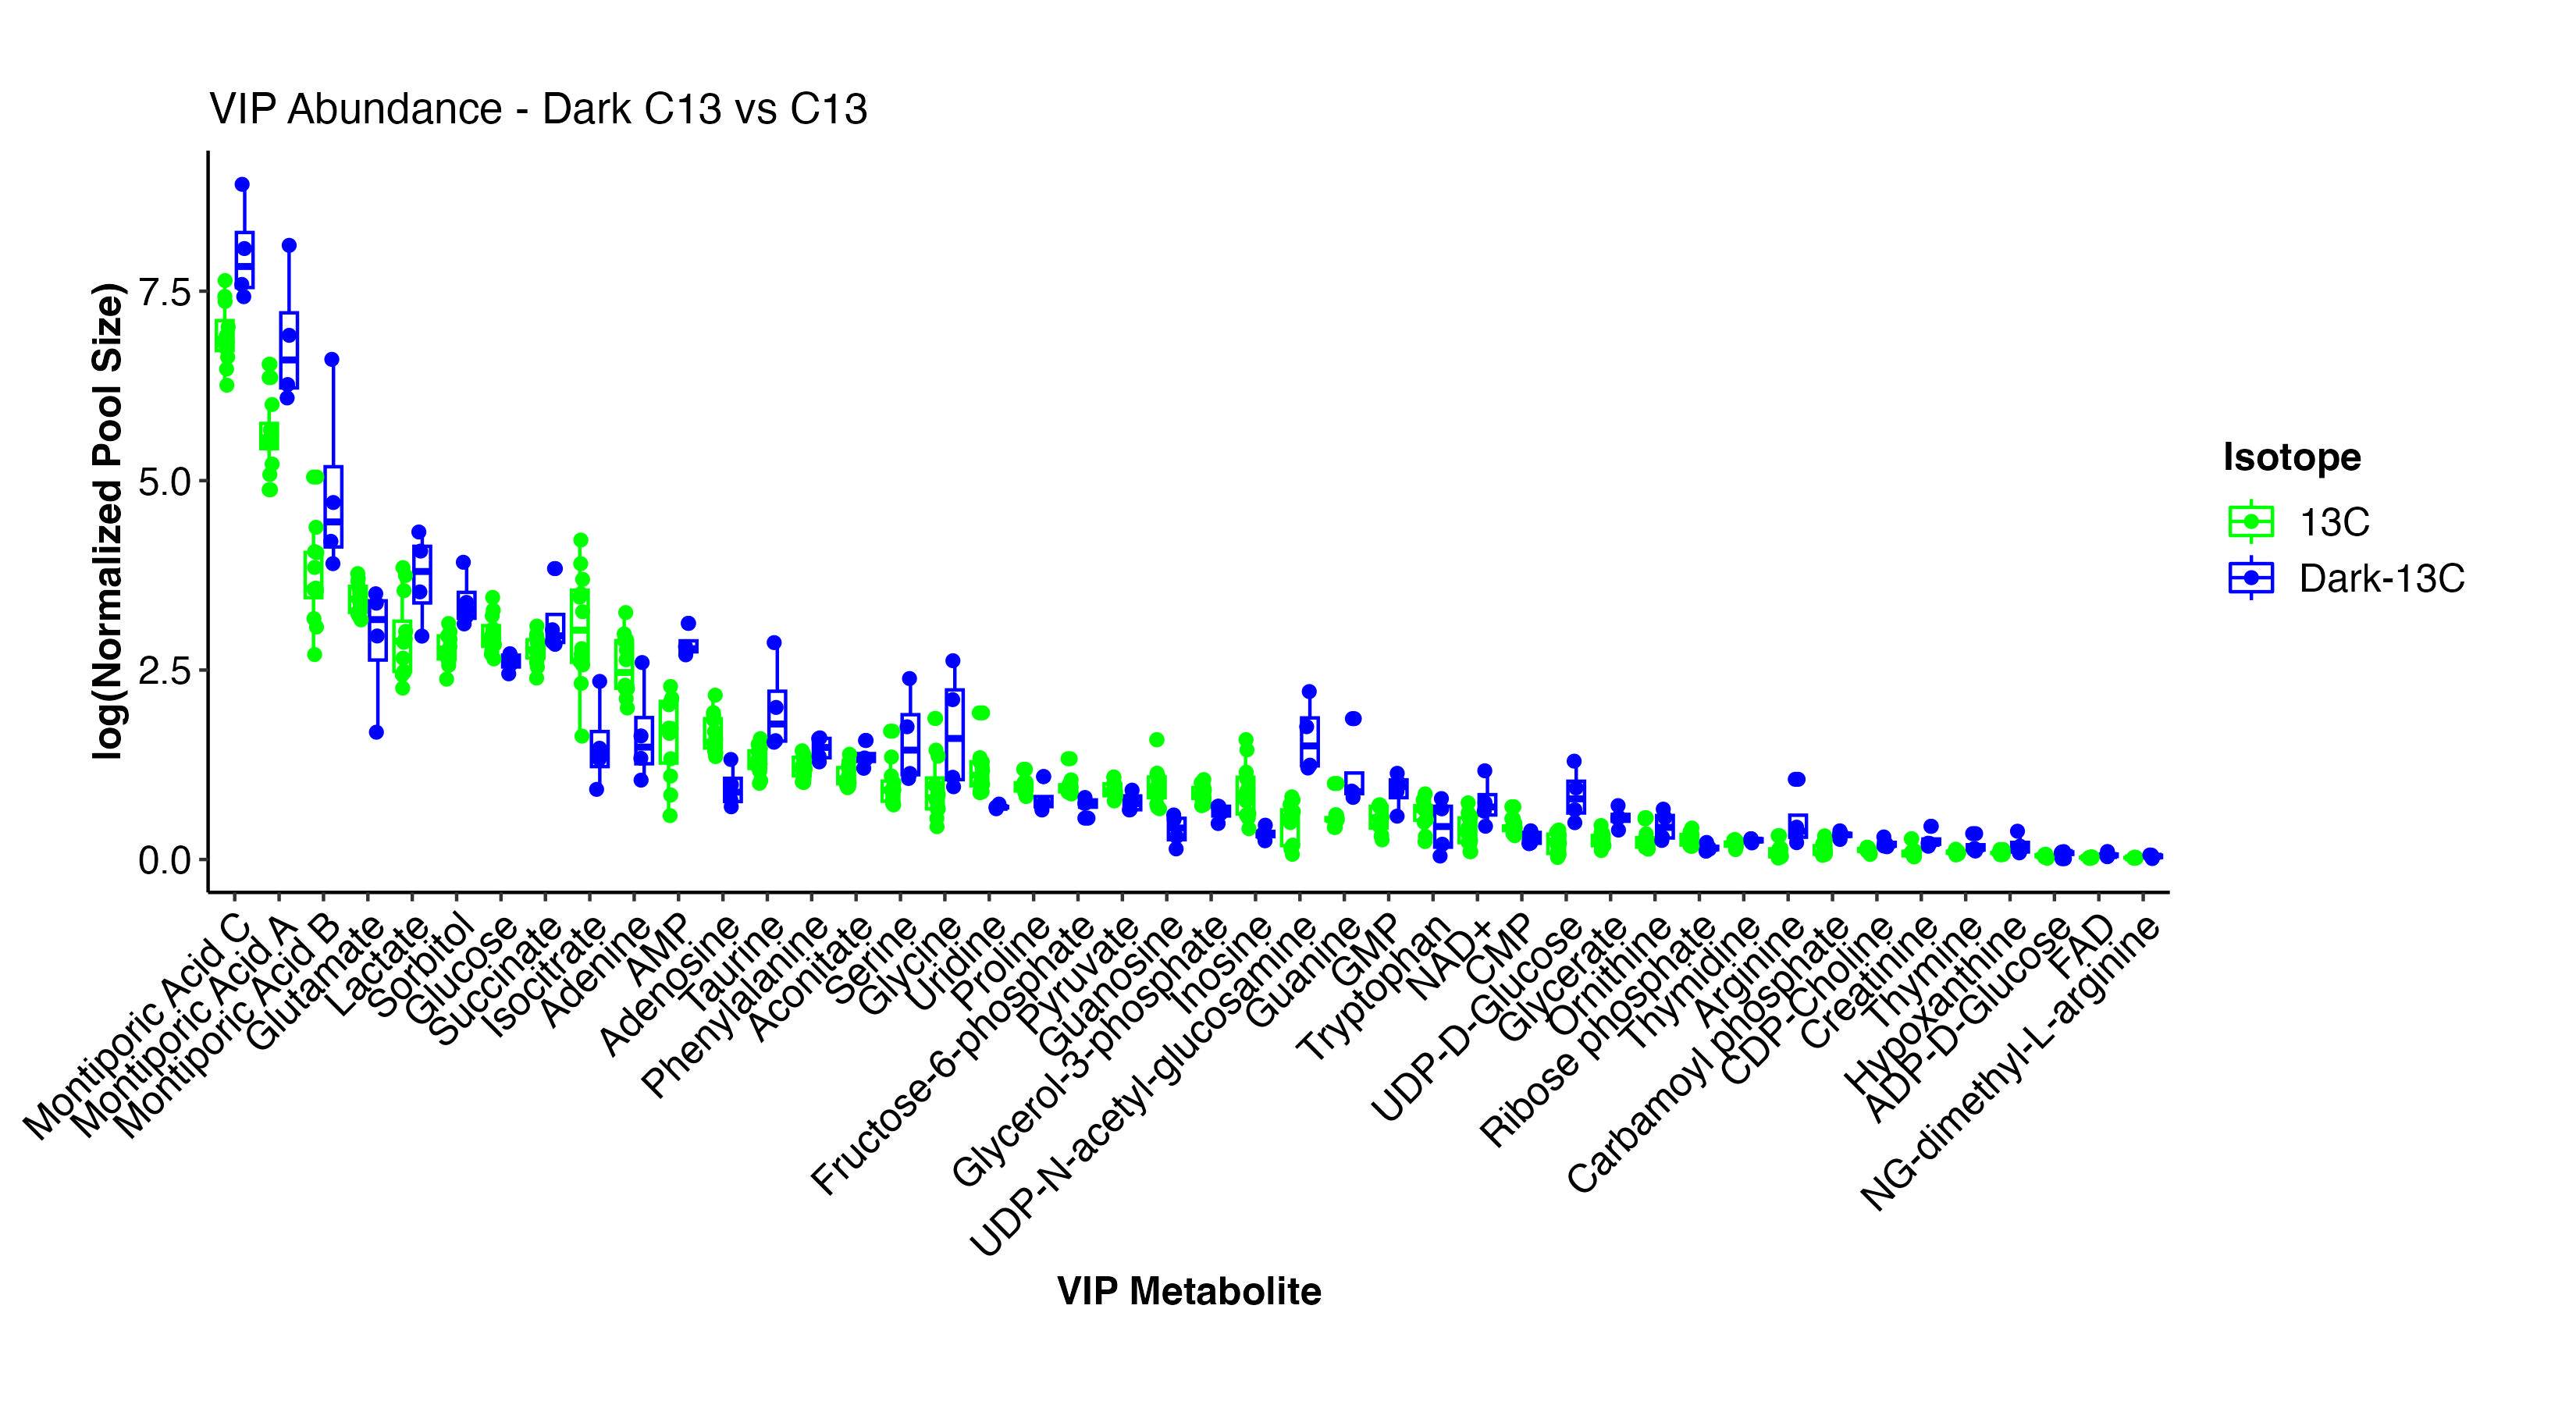 VIP Abundance - Dark C13 vs C13
log(Normalized Pool Size)
7.5
5.0
2.5
0.0
Montiporic Acid C
Montiporic Acid A
Montiporic Acid B
Glutamate
Lactate
Sorbitol
Glucose
Succinate
Isocitrate
Adenine
AMP
Adenosine
Taurine
Phenylalanine
Aconitate
Serine
Glycine
Uridine
Proline
Fructose-6-phosphate
Pyruvate
Guanosine
Glycerol-3-phosphate
Inosine
UDP-N-acetyl-glucosamine
Guanine
GMP
Tryptophan
NAD+
CMP
UDP-D-Glucose
Glycerate
Ornithine
Ribose phosphate
Thymidine
Arginine
Carbamoyl phosphate
CDP-Choline
Creatinine
Thymine
Hypoxanthine
ADP-D-Glucose
FAD
NG-dimethyl-L-arginine
VIP Metabolite
Isotope
13C
Dark-13C